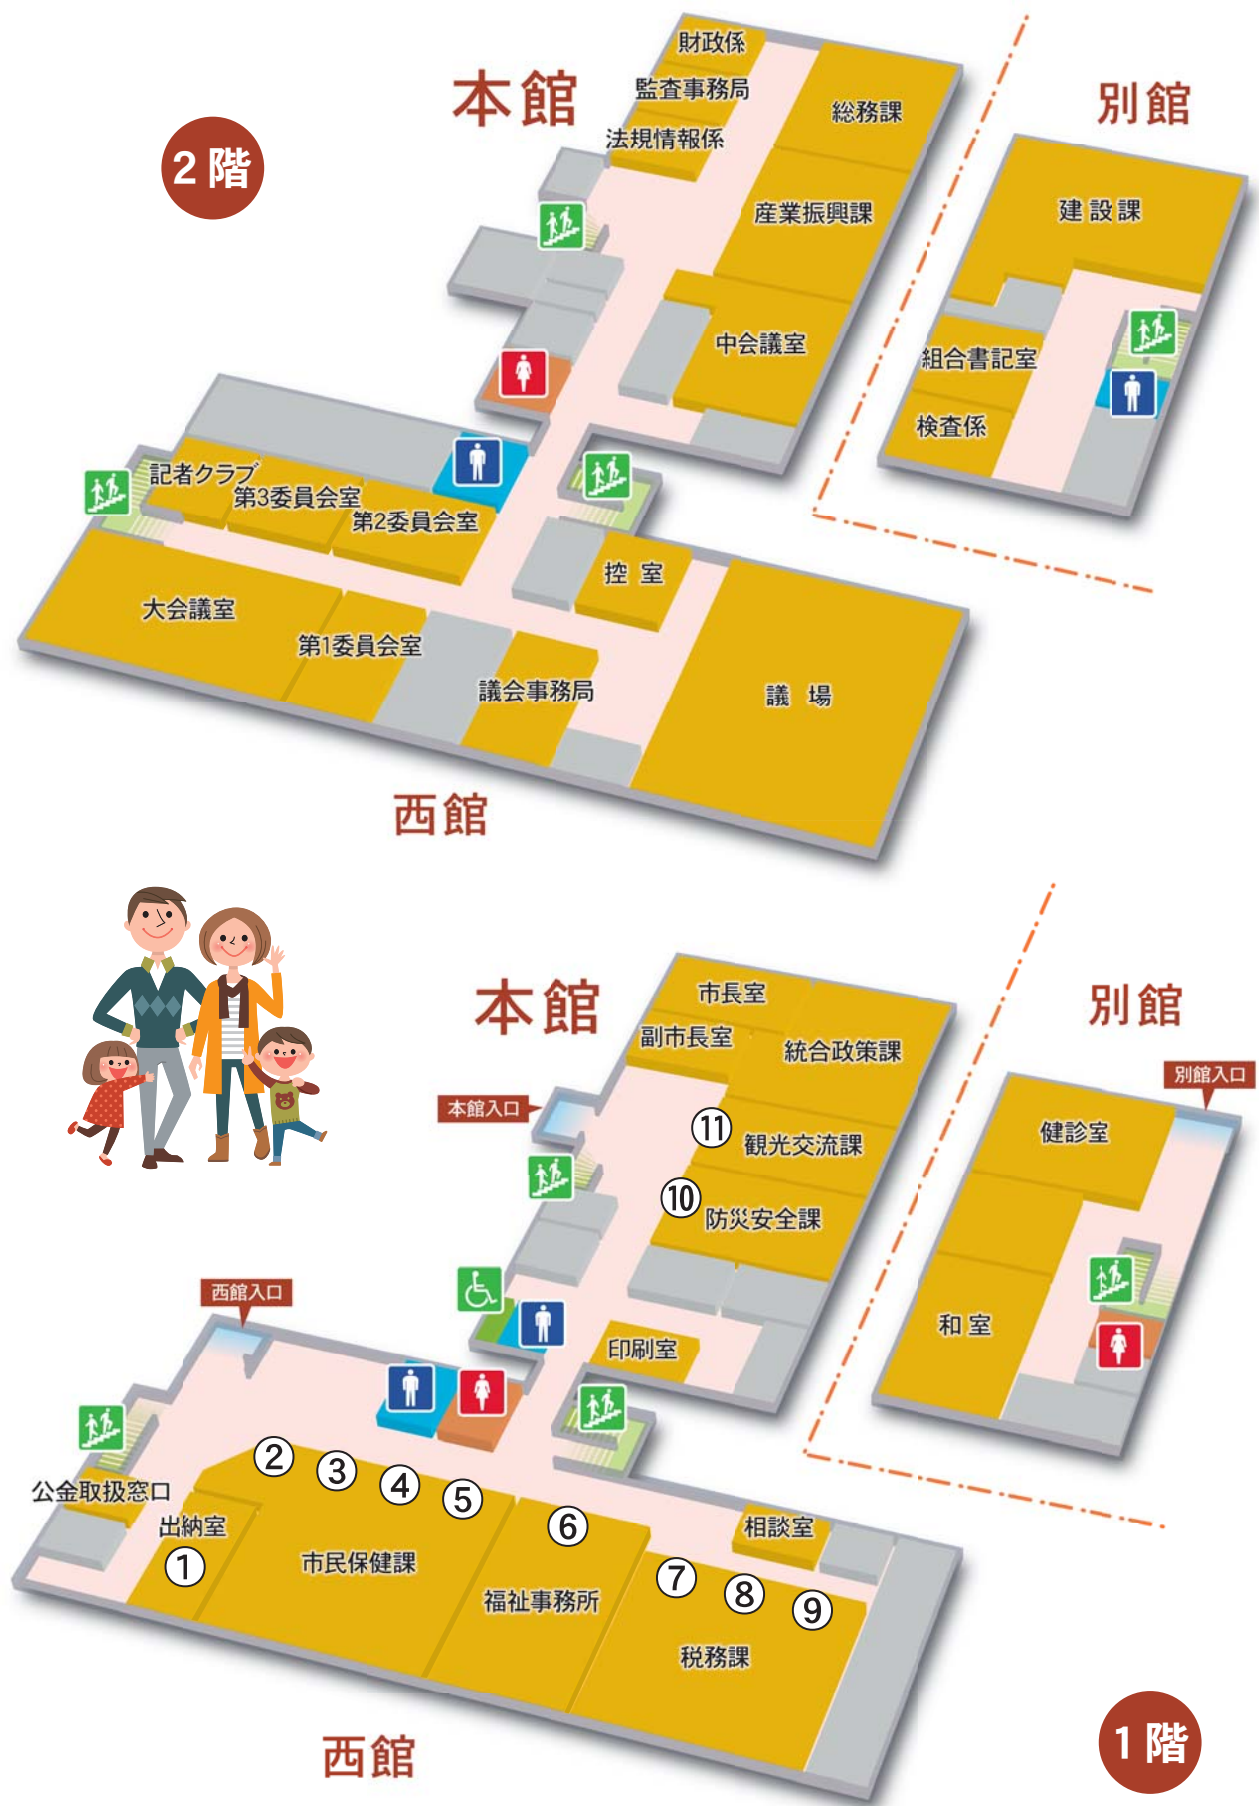 2階
本館
財政係
監査事務局
法規情報係
総務課
産業振興課
中会議室
別館
建設課
組合書記室
検査係
記者クラブ
第3委員会室
第2委員会室
大会議室
第1委員会室
控室
議会事務局
議場
西館
本館
市長室
副市長室
統合政策課
本館入口
⑪
観光交流課
⑩
防災安全課
印刷室
別館
別館入口
健診室
和室
西館入口
公金取扱窓口
出納室
①
②
③
④
⑤
市民保健課
⑥
福祉事務所
相談室
⑦
⑧
⑨
税務課
西館
1階